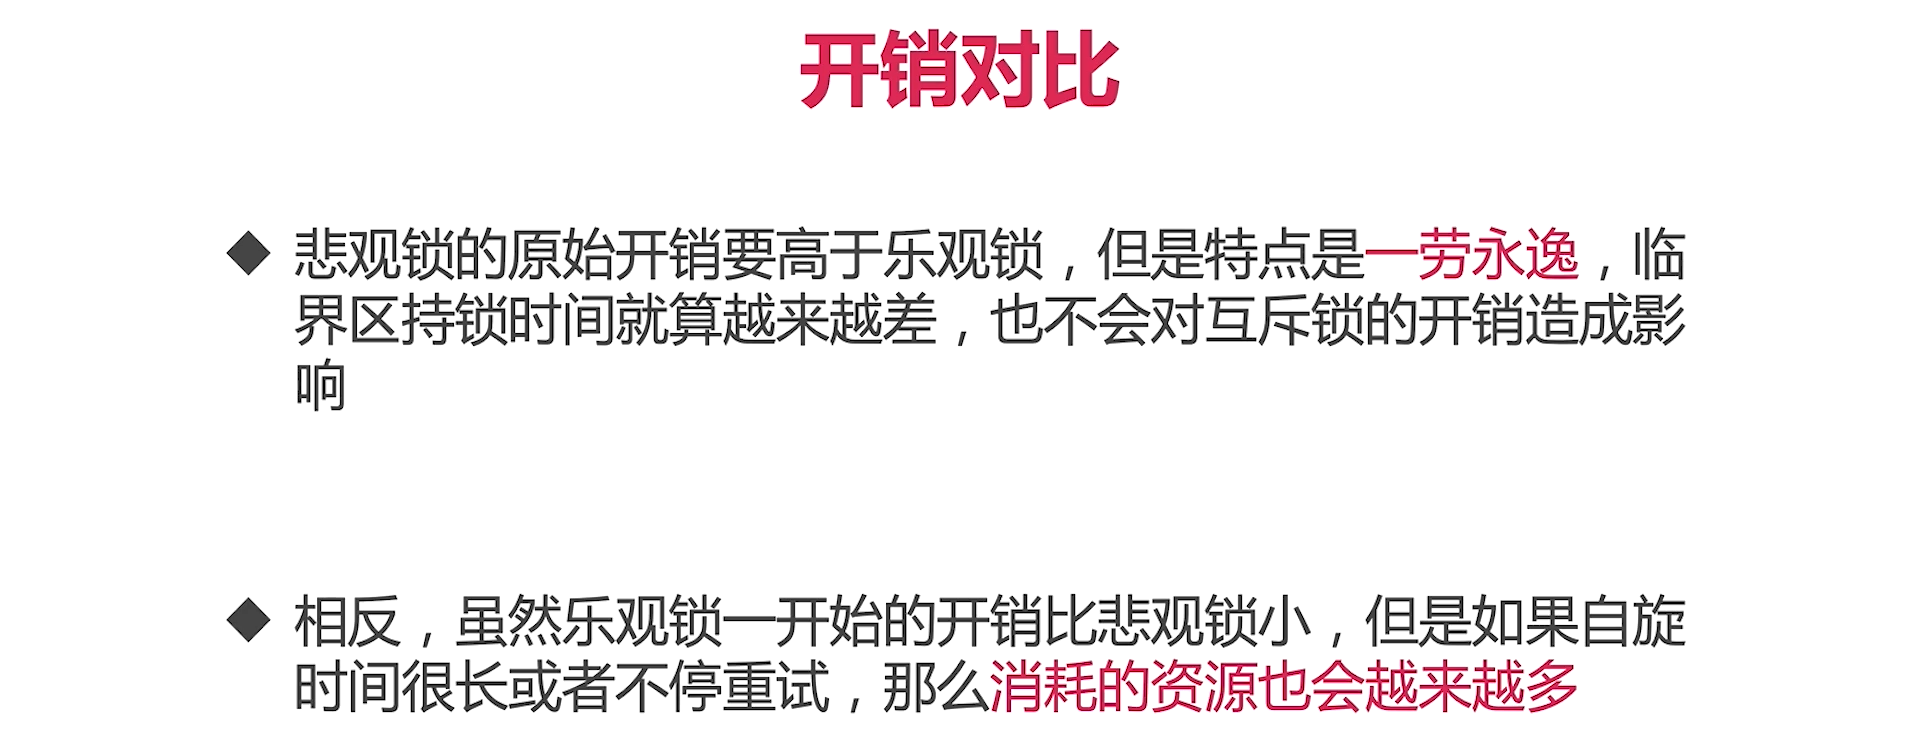 开销对比
◆ 悲观锁的原始开销要高于乐观锁，但是特点是一劳永逸，临
界区持锁时间就算越来越差，也不会对互斥锁的开销造成影
响
◆ 相反，虽然乐观锁一开始的开销比悲观锁小，但是如果自旋
时间很长或者不停重试，那么消耗的资源也会越来越多